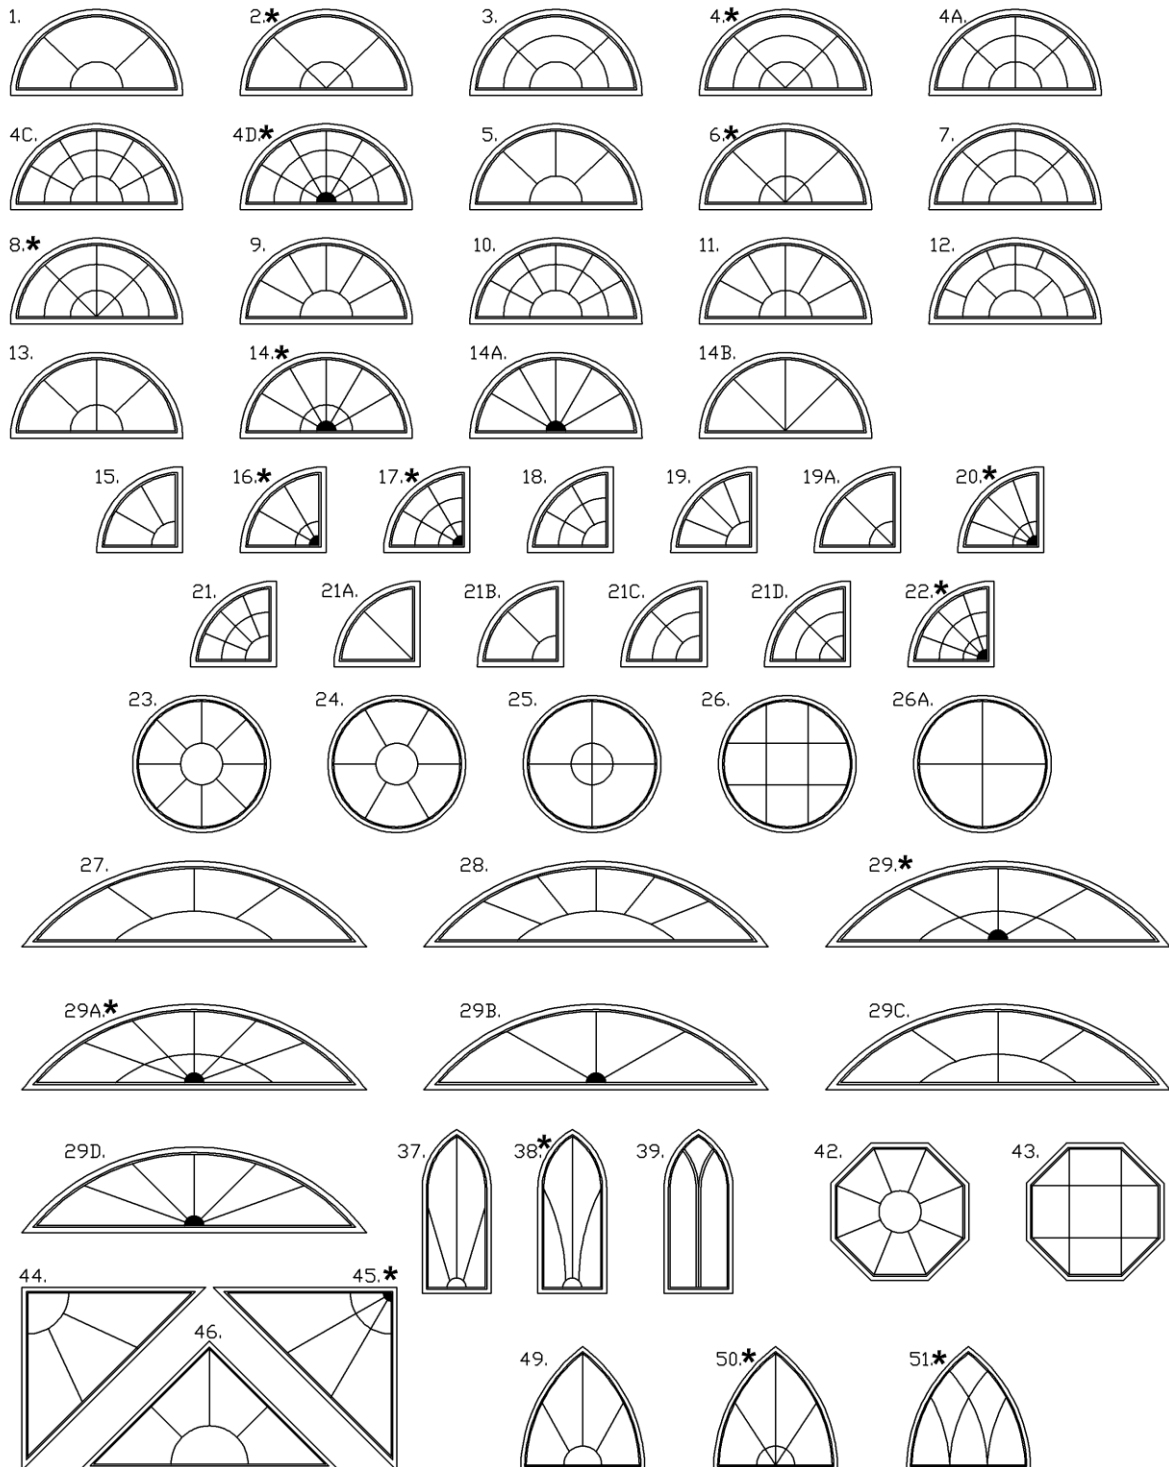 1. 2.* 3. 4.* 4A.
4C. 4D.* 5. 6.* 7.
8.* 9. 10. 11. 12.
13. 14.* 14A. 14B.
15. 16.* 17.* 18. 19. 19A. 20.*
21. 21A. 21B. 21C. 21D. 22.*
23. 24. 25. 26. 26A.
27. 28. 29.*
29A.* 29B. 29C.
29D. 37. 38.* 39. 42. 43.
44. 45.*
46. 49. 50.* 51.*